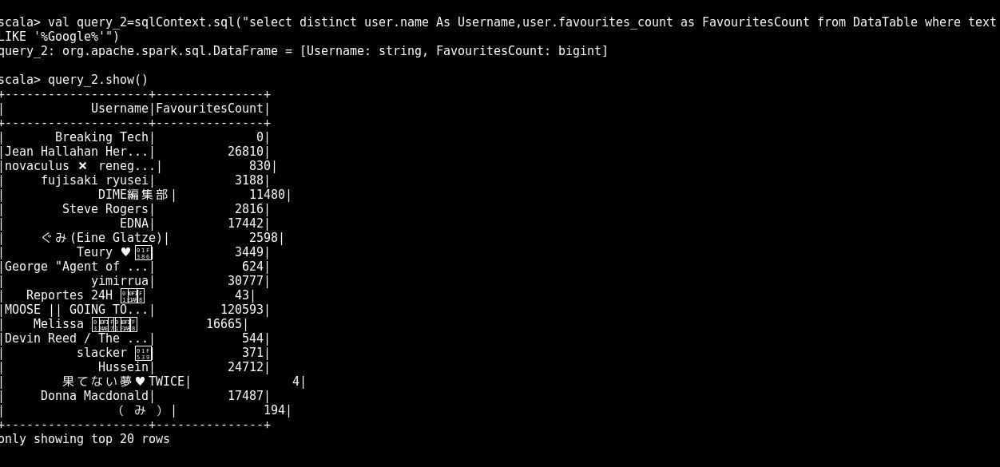 scala> val query_2=sqlContext.sql("select distinct user.name As Username,user.favourites_count as FavouritesCount from DataTable where text
LIKE '%Google%'")
query_2: org.apache.spark.sql.DataFrame = [Username: string, FavouritesCount: bigint]
scala> query_2.show()
+--------------------+---------------+
|            Username|FavouritesCount|
+--------------------+---------------+
|       Breaking Tech|              0|
|Jean Hallahan Her...|          26810|
|novaculus ✖ reneg...|            830|
|     fujisaki ryusei|           3188|
|             DIME編集部|          11480|
|        Steve Rogers|           2816|
|                EDNA|          17442|
|     ぐみ(Eine Glatze)|           2598|
|          Teury ♥ |           3449|
|George "Agent of ...|            624|
|            yimirrua|          30777|
|   Reportes 24H |             43|
|MOOSE || GOING TO...|         120593|
|    Melissa |          16665|
|Devin Reed / The ...|            544|
|          slacker |            371|
|             Hussein|          24712|
|        果てない夢♥TWICE|              4|
|     Donna Macdonald|          17487|
|                ( み )|            194|
+--------------------+---------------+
only showing top 20 rows